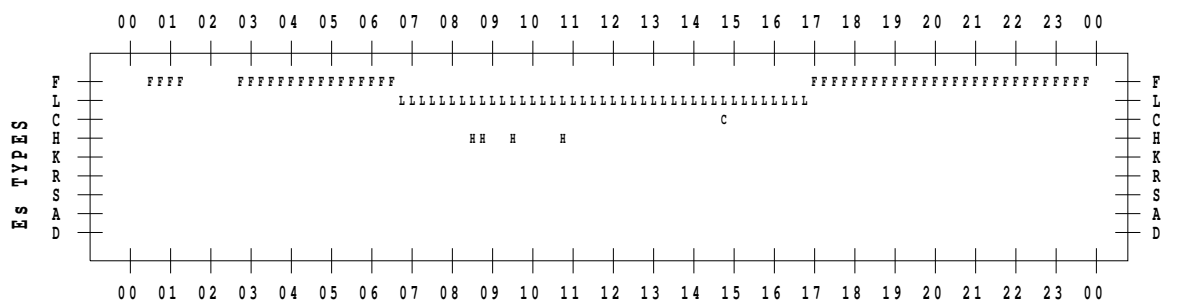 00 01 02 03 04 05 06 07 08 09 10 11 12 13 14 15 16 17 18 19 20 21 22 23 00
F FFFF FFFFFFFFFFFFFFFF FFFFFFFFFFFFFFFFFFFFFFFFFFFF F
L LLLLLLLLLLLLLLLLLLLLLLLLLLLLLLLLLLLLLLLLL L
C C C
H HH H H H
K K
R R
S S
A A
D D
Es TYPES
00 01 02 03 04 05 06 07 08 09 10 11 12 13 14 15 16 17 18 19 20 21 22 23 00